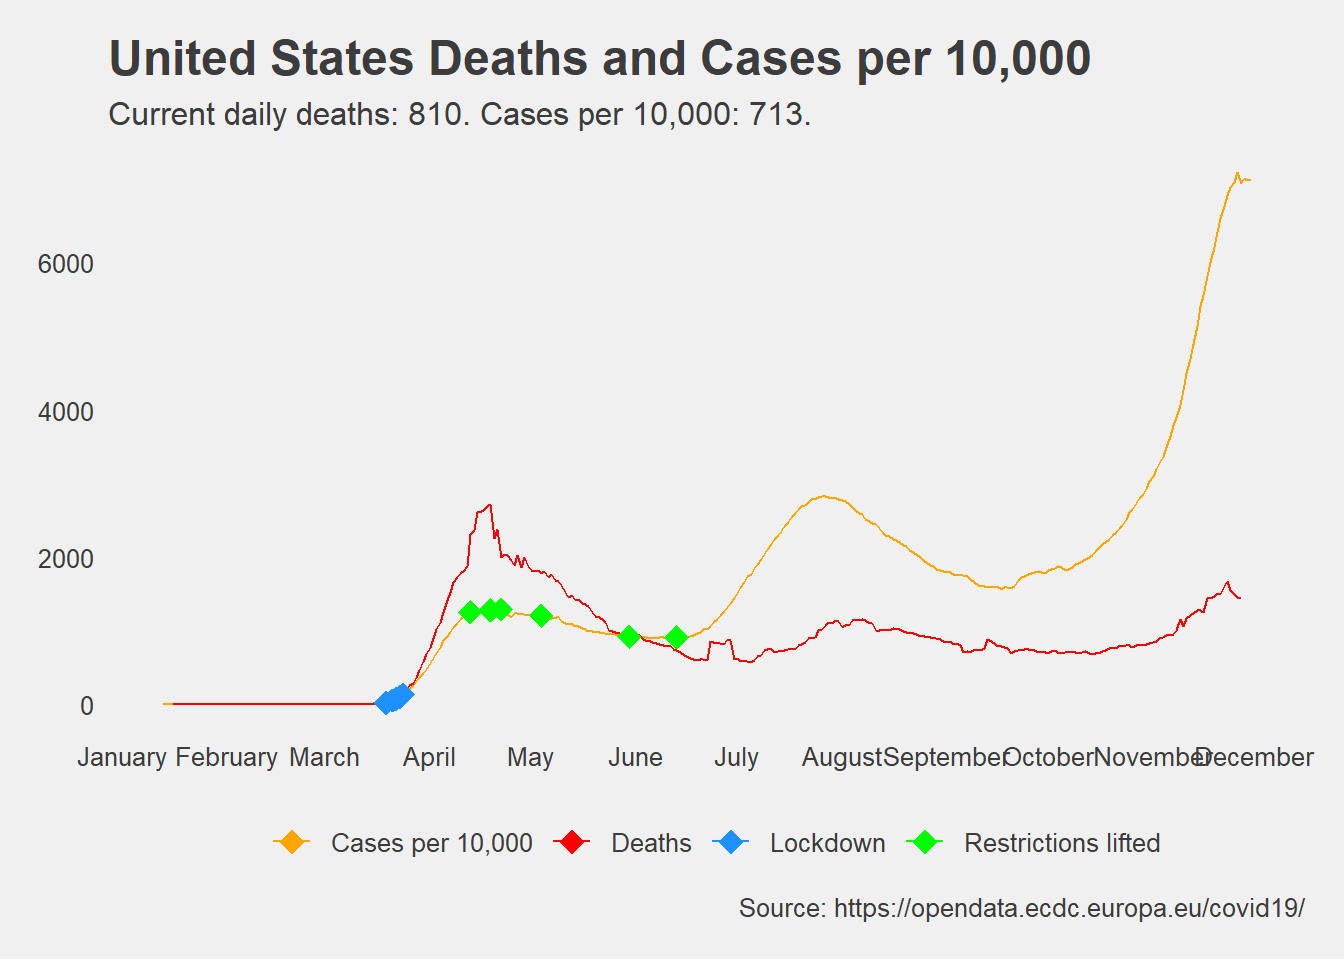 United States Deaths and Cases per 10,000
Current daily deaths: 810. Cases per 10,000: 713.
6000
4000
2000
0
January February March April May June July August September October November December
Cases per 10,000 Deaths Lockdown Restrictions lifted
Source: https://opendata.ecdc.europa.eu/covid19/